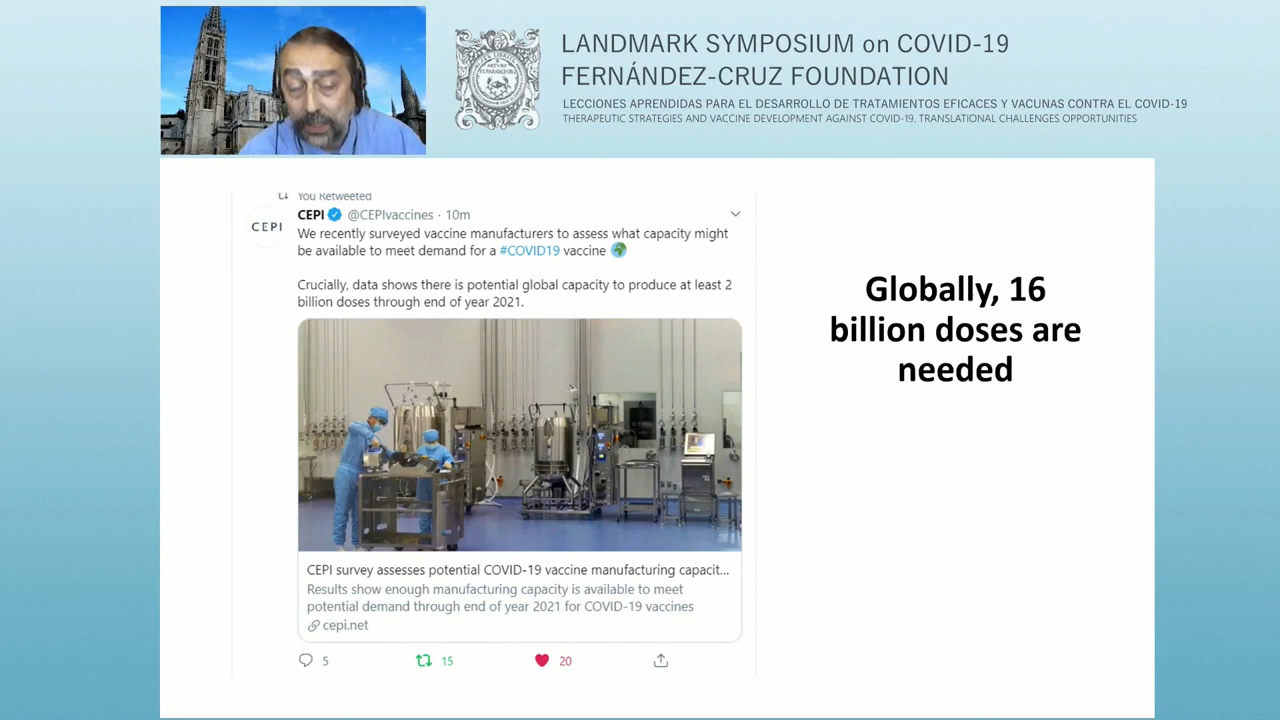 LANDMARK SYMPOSIUM on COVID-19
FERNÁNDEZ-CRUZ FOUNDATION
LECCIONES APRENDIDAS PARA EL DESARROLLO DE TRATAMIENTOS EFICACES Y VACUNAS CONTRA EL COVID-19
THERAPEUTIC STRATEGIES AND VACCINE DEVELOPMENT AGAINST COVID-19. TRANSLATIONAL CHALLENGES OPPORTUNITIES
You Retweeted
CEPI
CEPI @CEPIvaccines · 10m
We recently surveyed vaccine manufacturers to assess what capacity might
be available to meet demand for a #COVID19 vaccine
Crucially, data shows there is potential global capacity to produce at least 2
billion doses through end of year 2021.
CEPI survey assesses potential COVID-19 vaccine manufacturing capacit...
Results show enough manufacturing capacity is available to meet
potential demand through end of year 2021 for COVID-19 vaccines
cepi.net
5 15 20
Globally, 16
billion doses are
needed